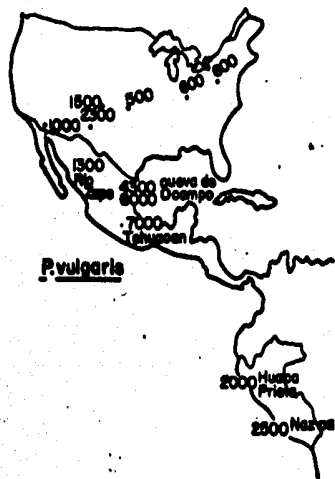 600
600
500
1500
2300
1000
1300
Rio
Zape
4300 cueva de
6000 Ocampo
7000
Tehuacan
P. vulgaris
2000 Huaca
Prieta
2500 Nazca